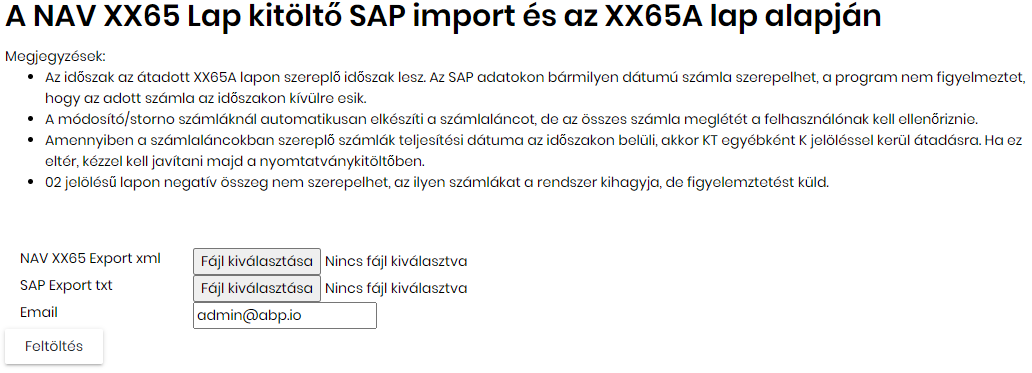 A NAV XX65 Lap kitöltő SAP import és az XX65A lap alapján
Megjegyzések:
• Az időszak az átadott XX65A lapon szereplő időszak lesz. Az SAP adatokon bármilyen dátumú számla szerepelhet, a program nem figyelmeztet,
hogy az adott számla az időszakon kívülre esik.
• A módosító/storno számláknál automatikusan elkészíti a számlaláncot, de az összes számla meglétét a felhasználónak kell ellenőriznie.
• Amennyiben a számlaláncokban szereplő számlák teljesítési dátuma az időszakon belüli, akkor KT egyébként K jelöléssel kerül átadásra. Ha ez
eltér, kézzel kell javítani majd a nyomtatványkitöltőben.
• 02 jelölésű lapon negatív összeg nem szerepelhet, az ilyen számlákat a rendszer kihagyja, de figyelemztetést küld.
NAV XX65 Export xml Fájl kiválasztása Nincs fájl kiválasztva
SAP Export txt Fájl kiválasztása Nincs fájl kiválasztva
Email admin@abp.io
Feltöltés